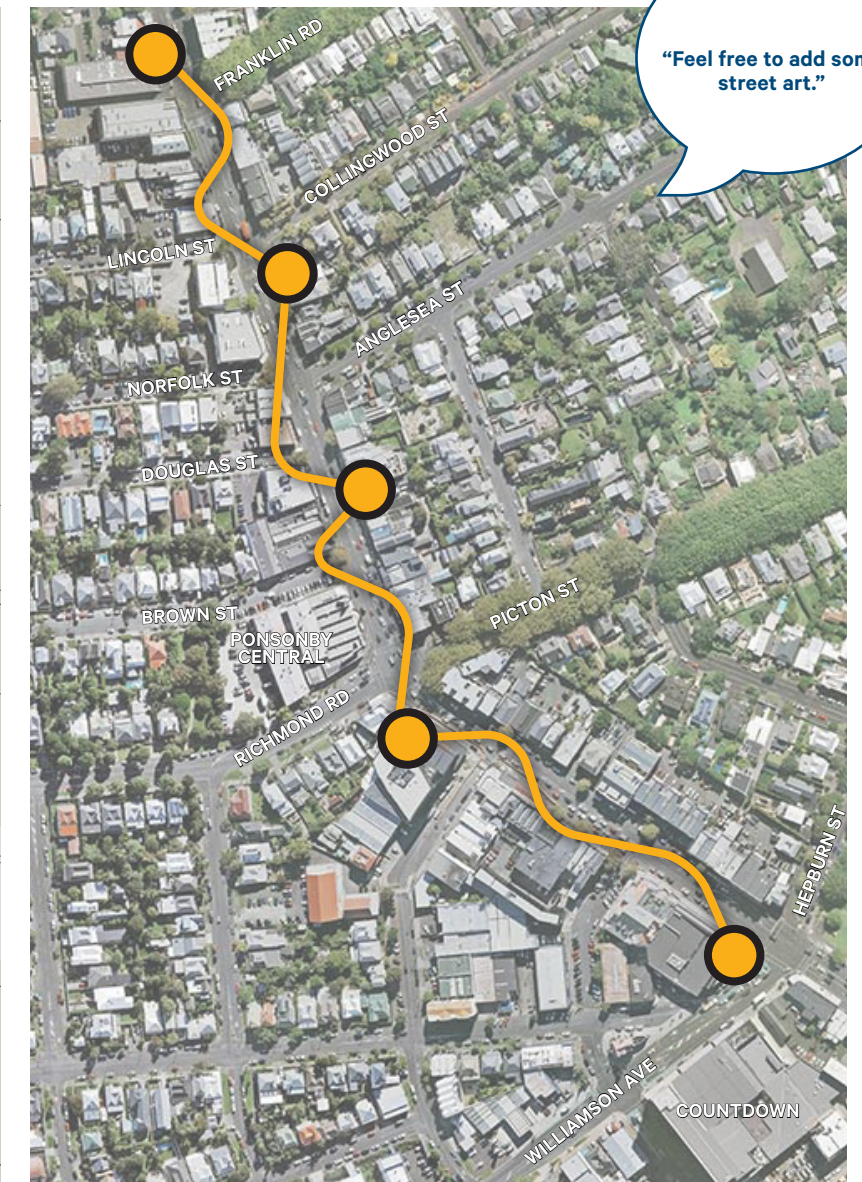 “Feel free to add
street art.”
FRANKLIN RD
COLLINGWOOD ST
LINCOLN ST
ANGLESEA ST
NORFOLK ST
DOUGLAS ST
PICTON ST
BROWN ST
PONSONBY
CENTRAL
RICHMOND RD
HEPBURN ST
WILLIAMSON AVE
COUNTDOWN